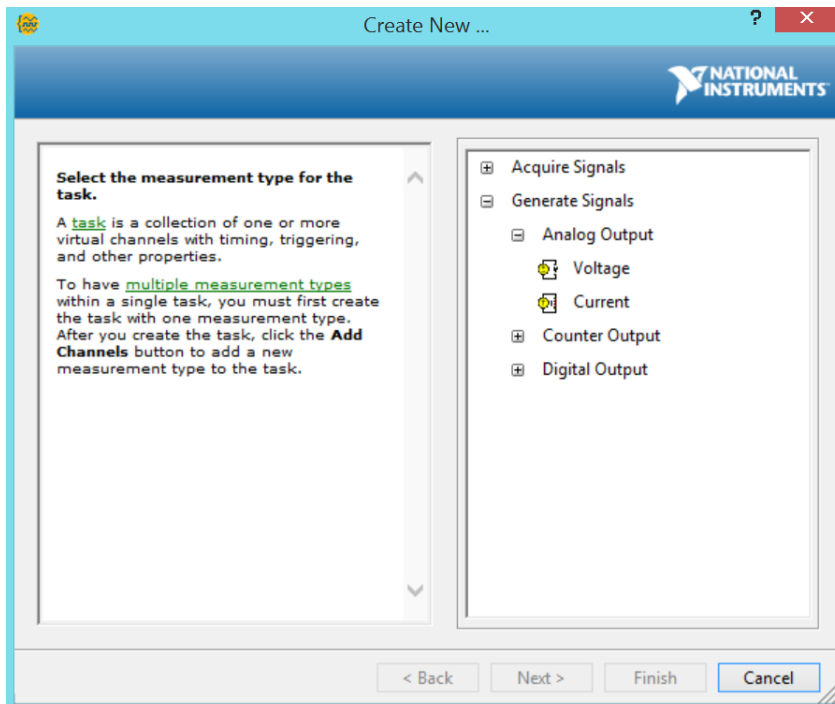 Create New ...
?
NATIONAL
INSTRUMENTS
Select the measurement type for the
task.
A task is a collection of one or more
virtual channels with timing, triggering,
and other properties.
To have multiple measurement types
within a single task, you must first create
the task with one measurement type.
After you create the task, click the Add
Channels button to add a new
measurement type to the task.
Acquire Signals
Generate Signals
Analog Output
Voltage
Current
Counter Output
Digital Output
< Back
Next >
Finish
Cancel